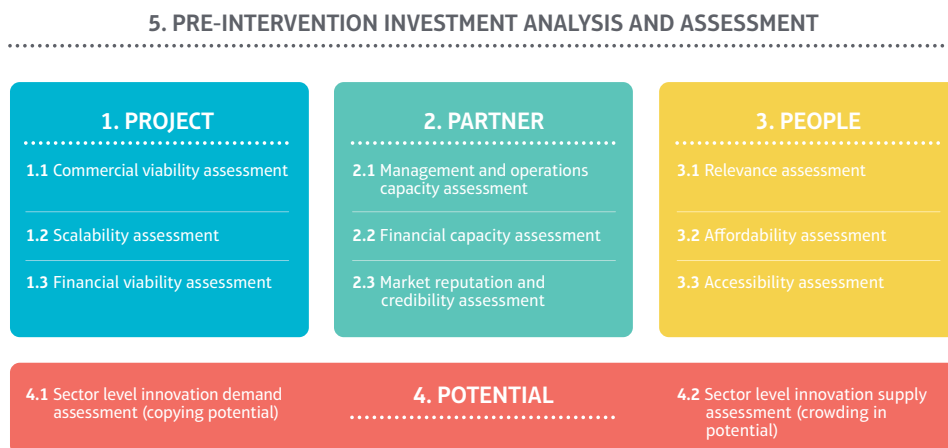 5. PRE-INTERVENTION INVESTMENT ANALYSIS AND ASSESSMENT
1. PROJECT
1.1 Commercial viability assessment
1.2 Scalability assessment
1.3 Financial viability assessment
2. PARTNER
2.1 Management and operations
capacity assessment
2.2 Financial capacity assessment
2.3 Market reputation and
credibility assessment
3. PEOPLE
3.1 Relevance assessment
3.2 Affordability assessment
3.3 Accessibility assessment
4.1 Sector level innovation demand
assessment (copying potential)
4. POTENTIAL
4.2 Sector level innovation supply
assessment (crowding in
potential)